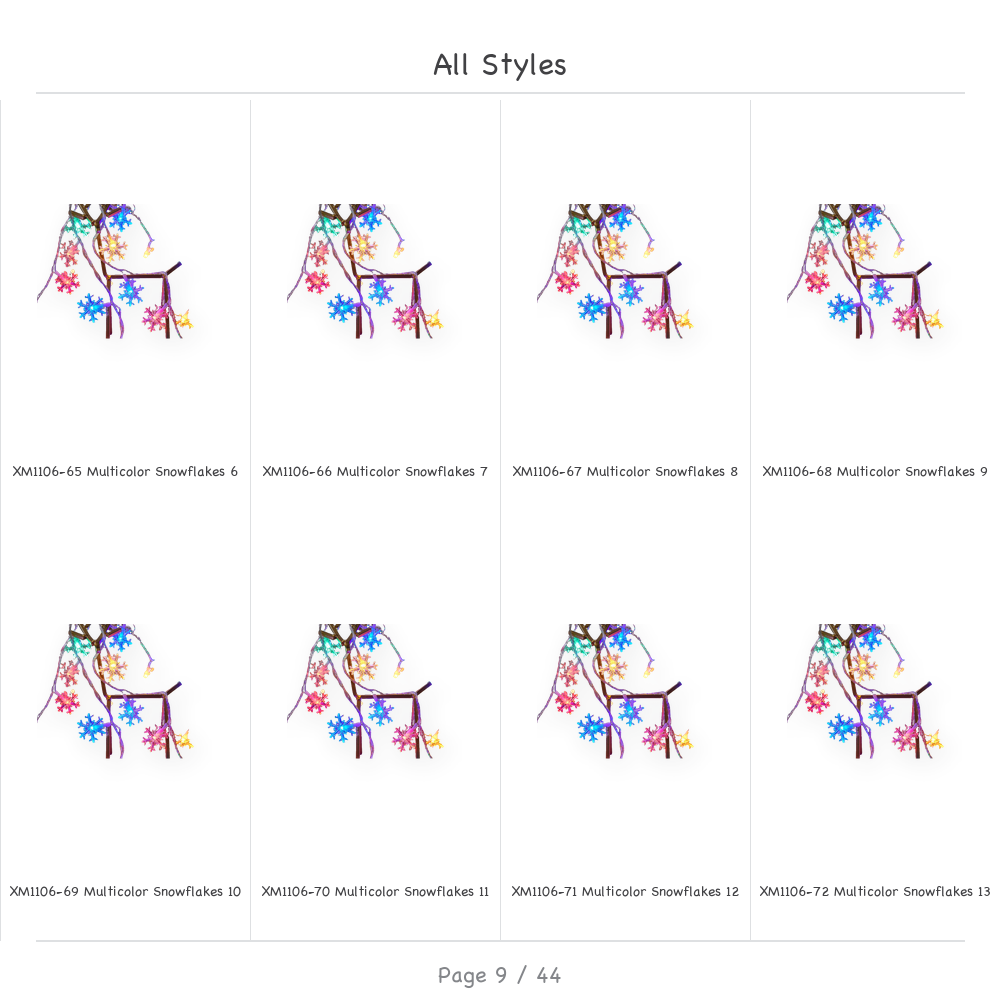 All Styles
XM1106-65 Multicolor Snowflakes 6
XM1106-66 Multicolor Snowflakes 7
XM1106-67 Multicolor Snowflakes 8
XM1106-68 Multicolor Snowflakes 9
XM1106-69 Multicolor Snowflakes 10
XM1106-70 Multicolor Snowflakes 11
XM1106-71 Multicolor Snowflakes 12
XM1106-72 Multicolor Snowflakes 13
Page 9 / 44